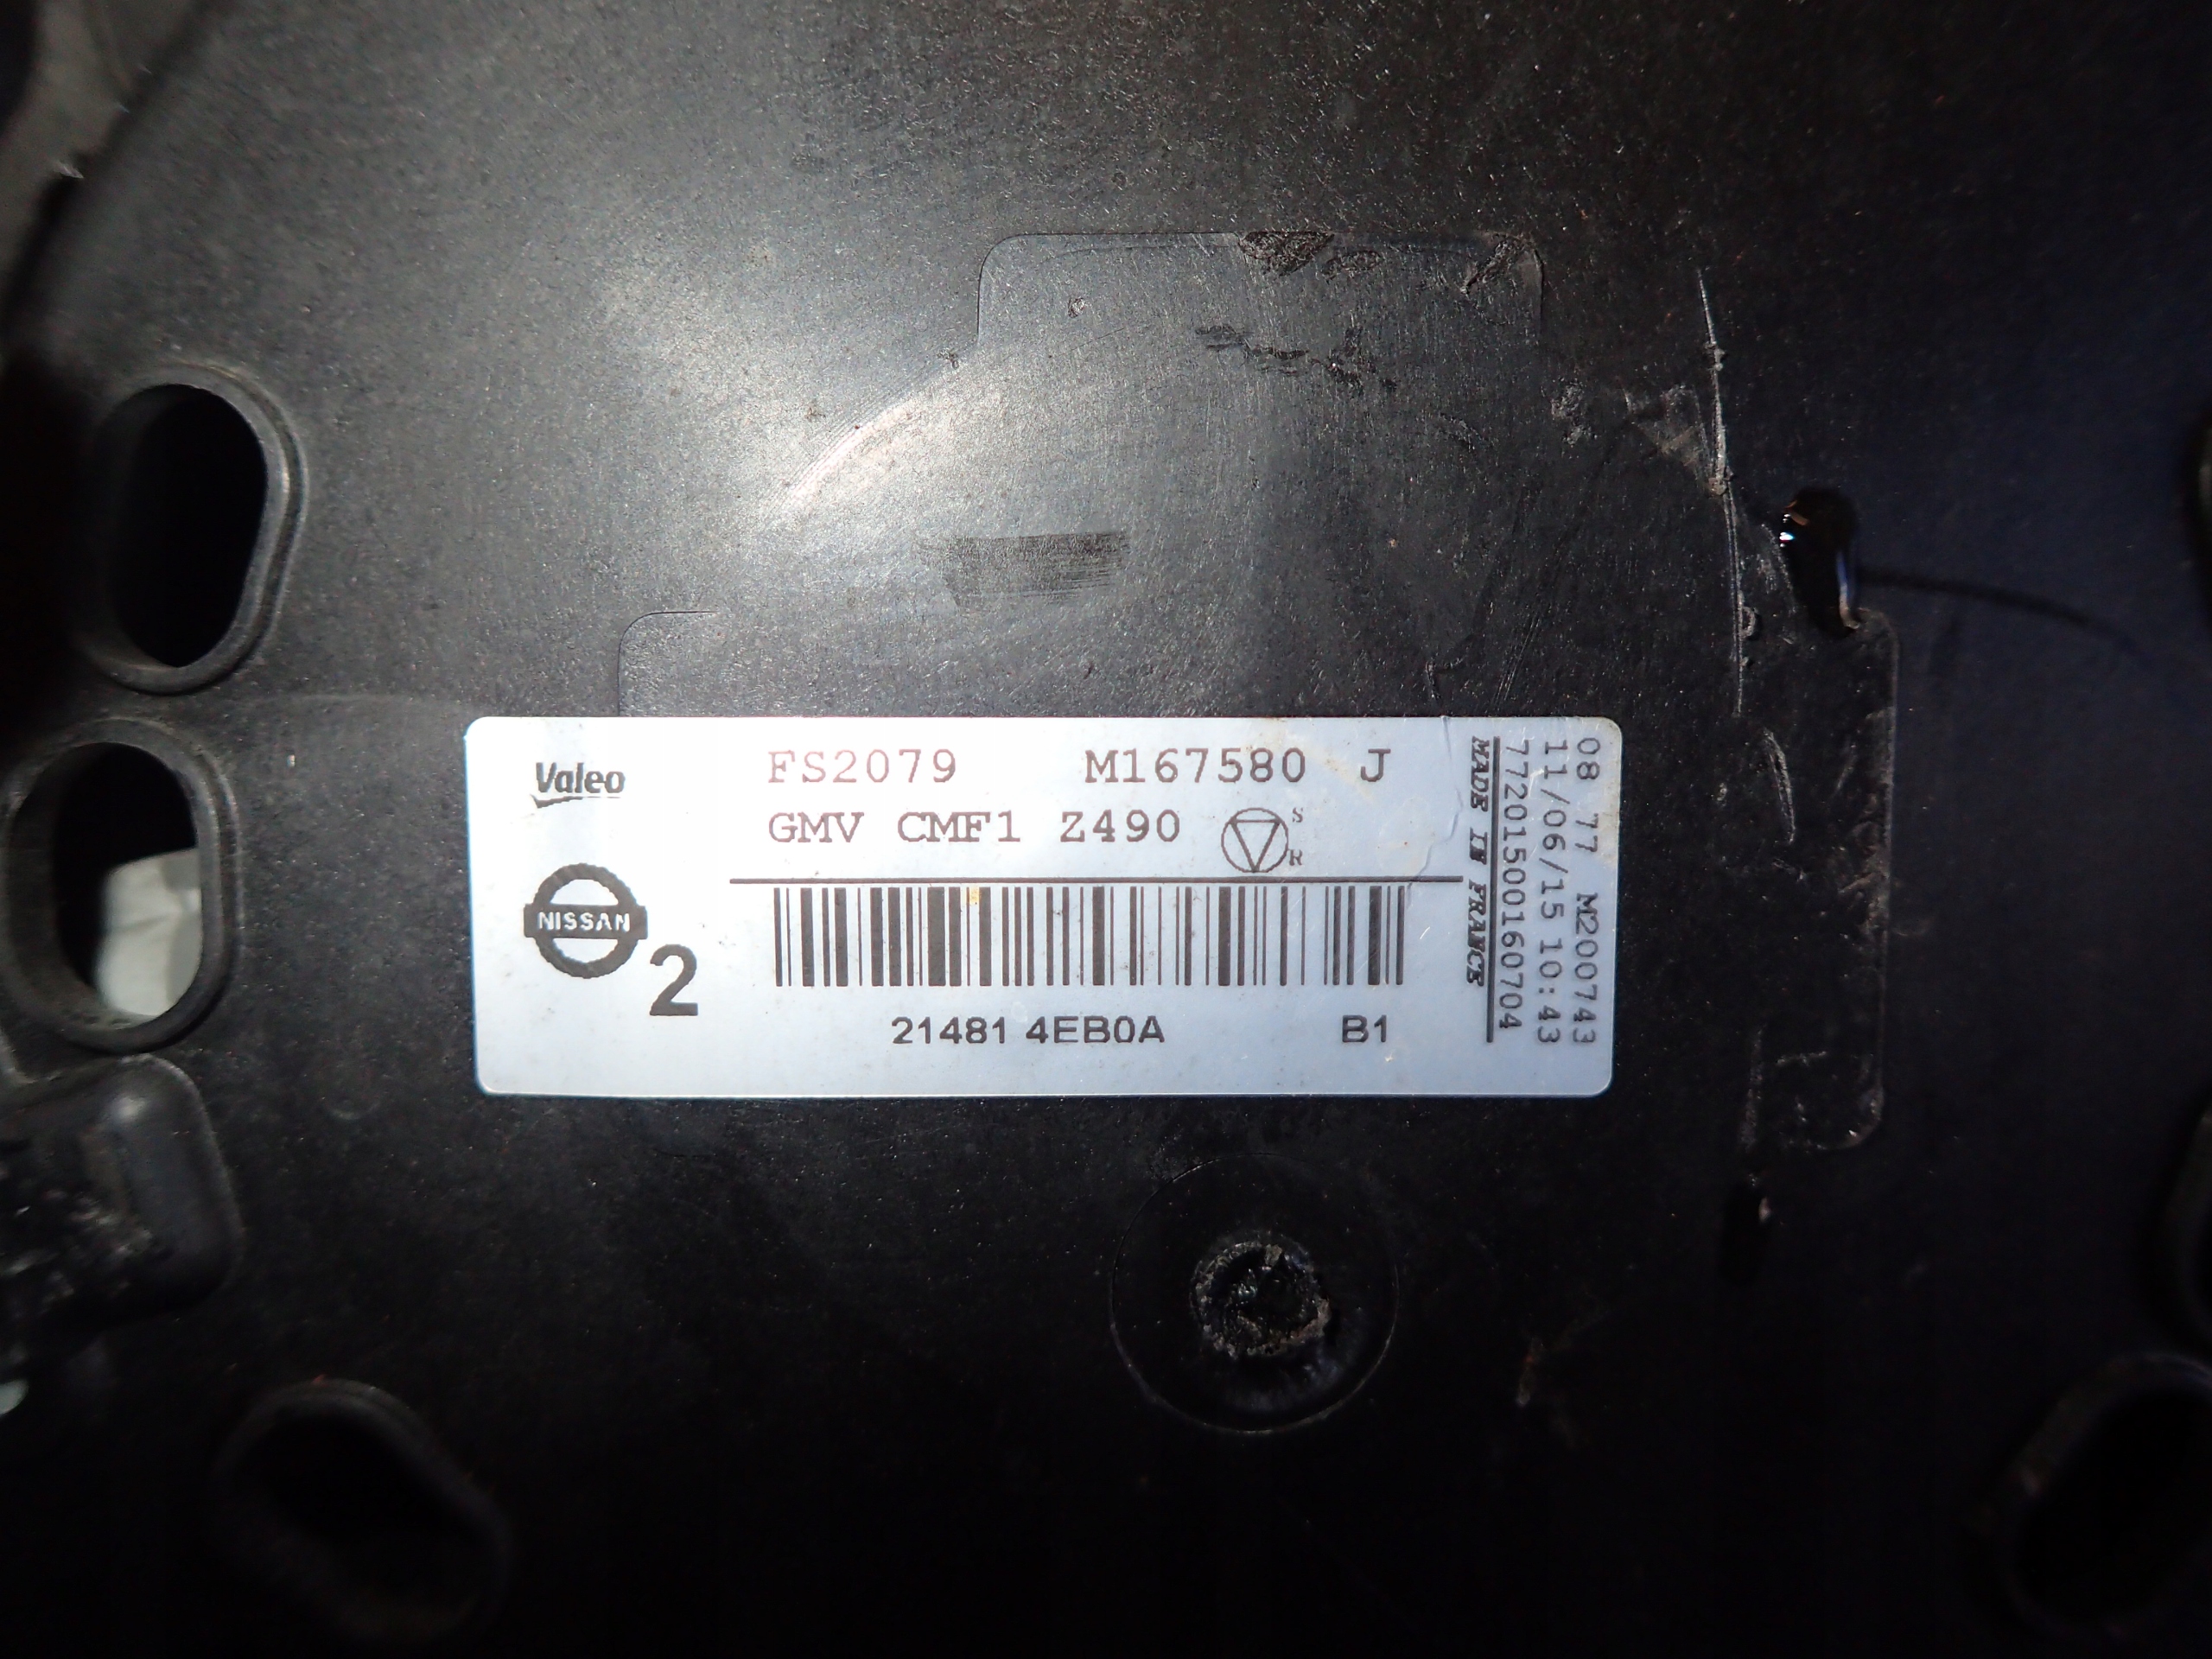 Valeo
FS2079 M167580 J
GMV CMF1 Z490 S R
NISSAN 2
21481 4EB0A B1
MADE IN FRANCE
77201500160704
11/06/15 10:43
08 77 M200743